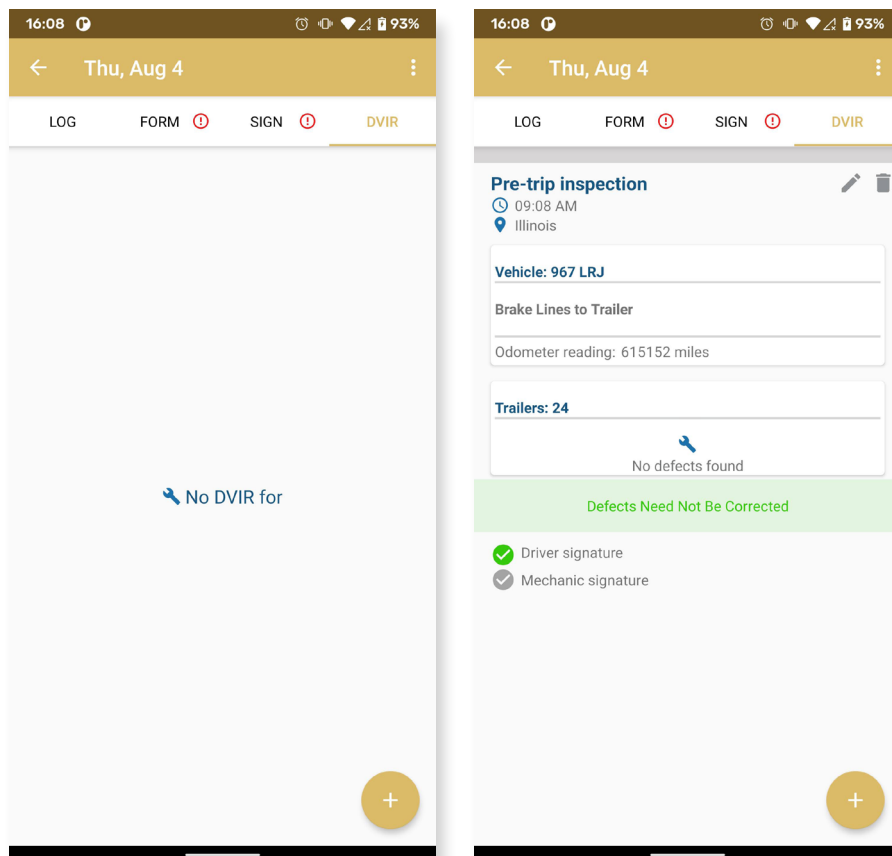 16:08 93%
Thu, Aug 4
LOG FORM SIGN DVIR
No DVIR for
16:08 93%
Thu, Aug 4
LOG FORM SIGN DVIR
Pre-trip inspection
09:08 AM
Illinois
Vehicle: 967 LRJ
Brake Lines to Trailer
Odometer reading: 615152 miles
Trailers: 24
No defects found
Defects Need Not Be Corrected
Driver signature
Mechanic signature